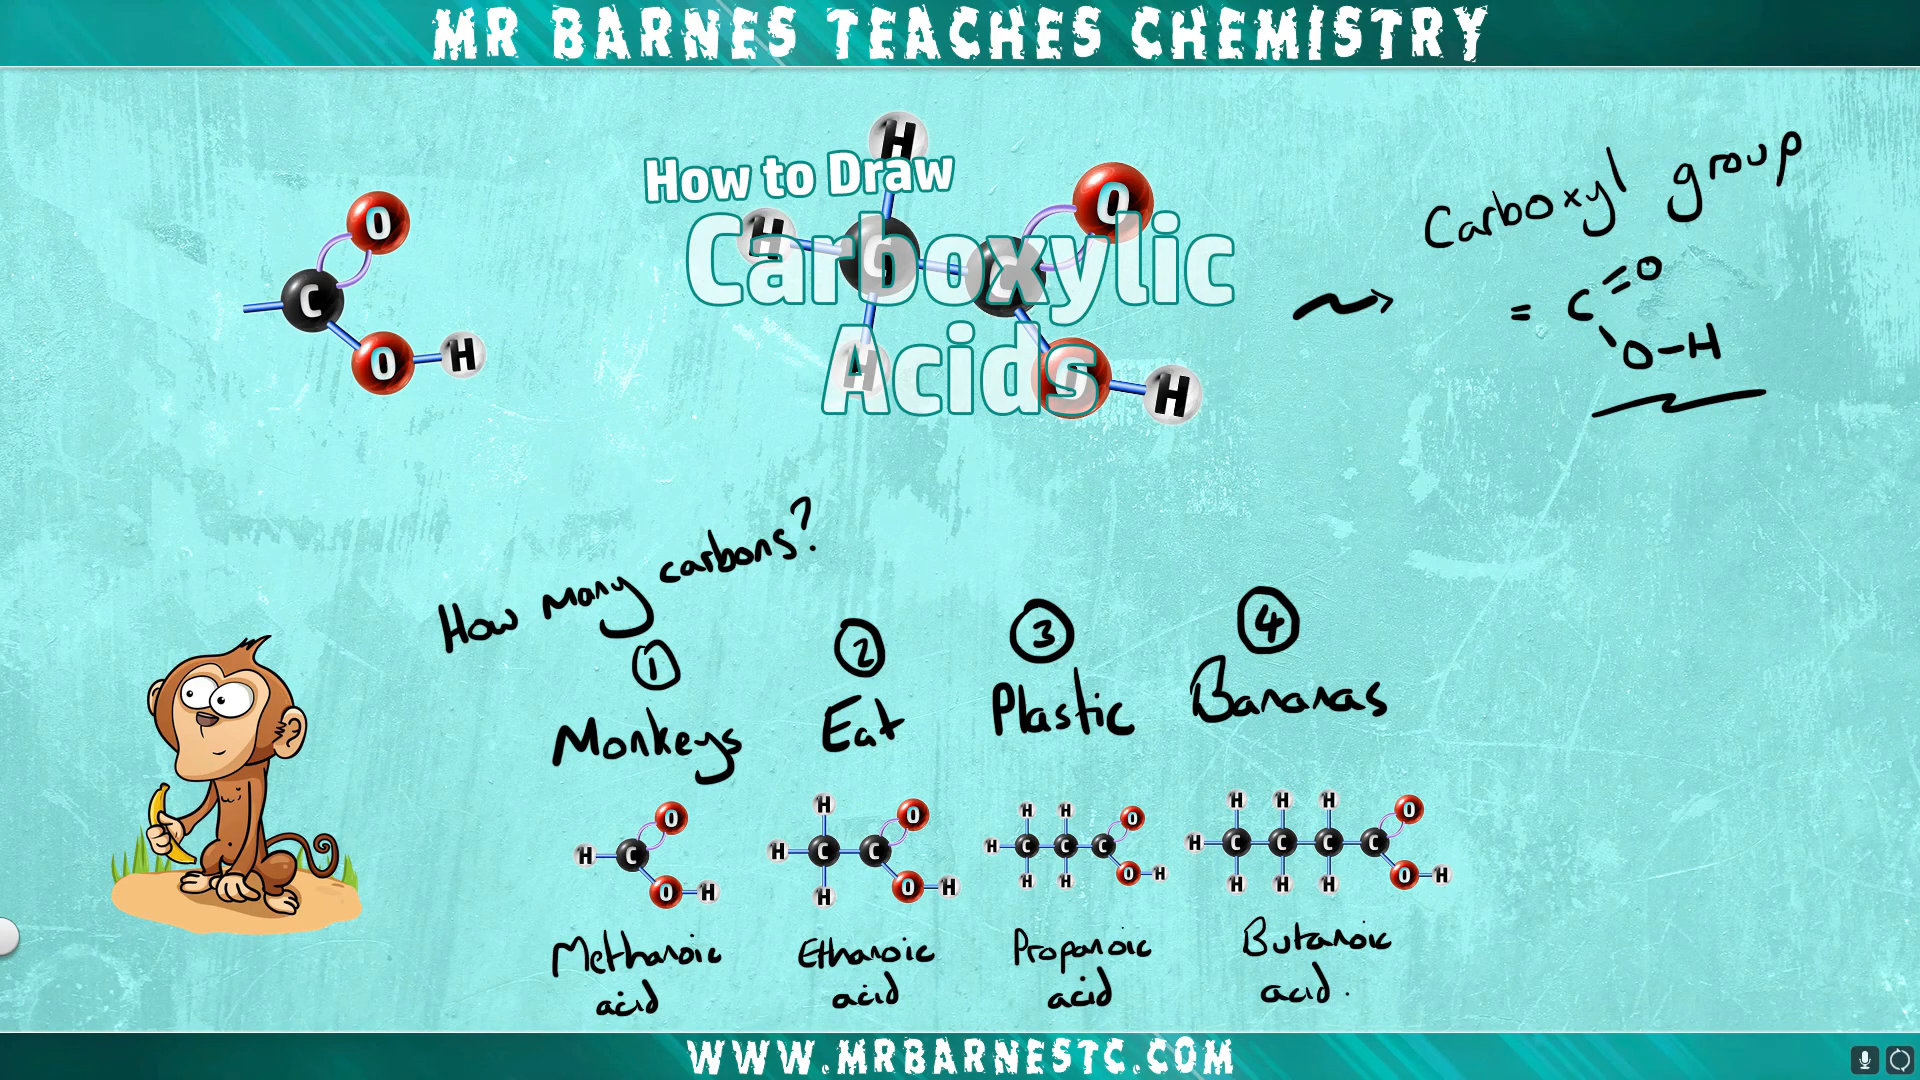 MR BARNES TEACHES CHEMISTRY
How to Draw
Carboxylic
Acids
H
H
C
C
O
O
H
H
O
C
O
H
Carboxyl group
= C = O
O-H
How many carbons?
1
2
3
4
Monkeys
Eat
Plastic
Bananas
O
H C
O H
H O
H C C
H O H
H H O
H C C C
H H O H
H H H O
H C C C C
H H H O H
Methanoic
acid
Ethanoic
acid
Propanoic
acid
Butanoic
acid.
WWW.MRBARNESTC.COM